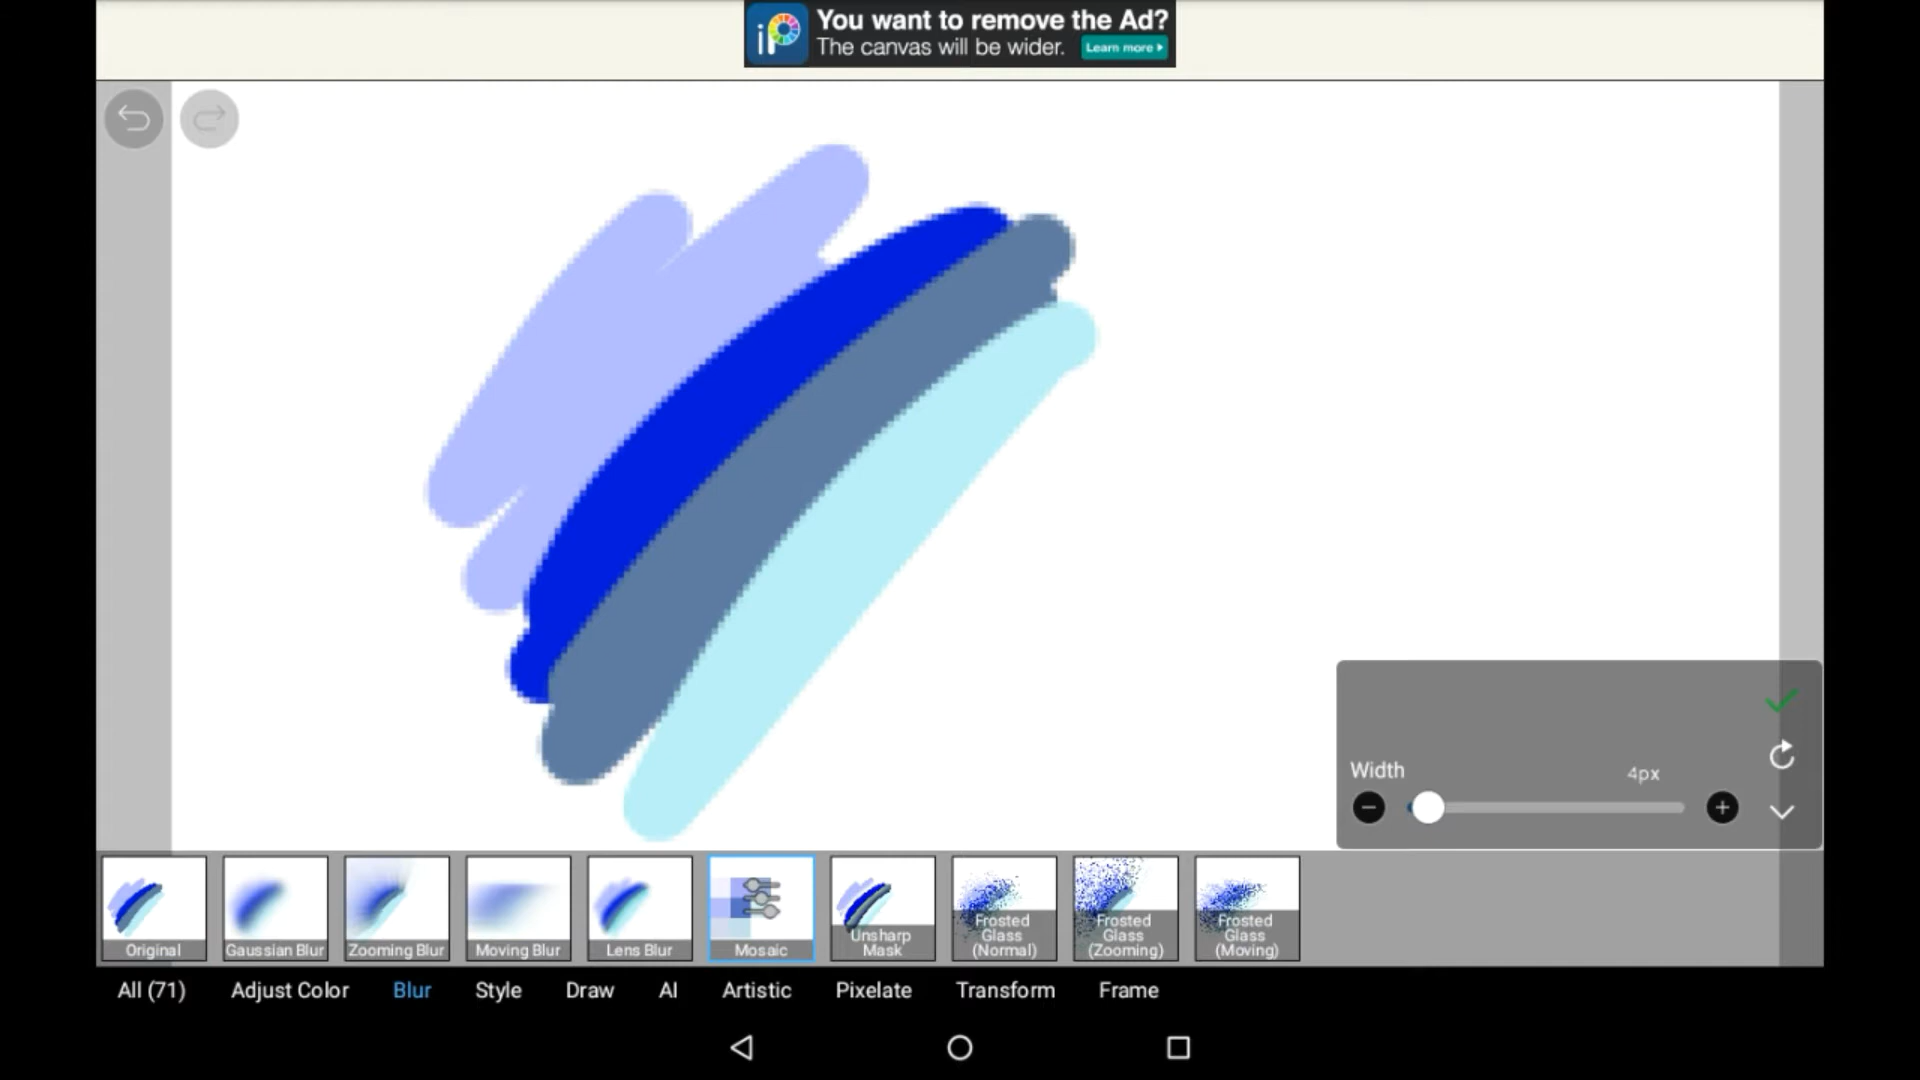 iP
You want to remove the Ad?
The canvas will be wider.
Learn more
Width
4px
Original
Gaussian Blur
Zooming Blur
Moving Blur
Lens Blur
Mosaic
Unsharp
Mask
Frosted
Glass
(Normal)
Frosted
Glass
(Zooming)
Frosted
Glass
(Moving)
All (71)
Adjust Color
Blur
Style
Draw
AI
Artistic
Pixelate
Transform
Frame